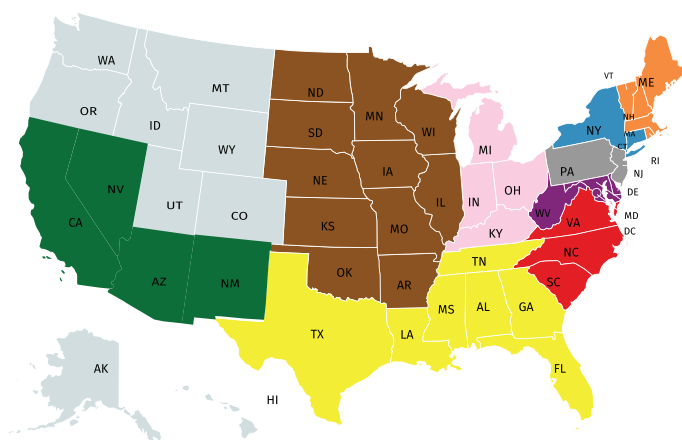 WA
MT
ND
MN
VT
ME
OR
ID
SD
WI
NH
NY
MA
WY
MI
CT
RI
NV
NE
IA
PA
NJ
UT
CO
IL
IN
OH
DE
CA
KS
MO
KY
WV
VA
MD
DC
AZ
NM
OK
AR
TN
NC
SC
TX
LA
MS
AL
GA
AK
HI
FL